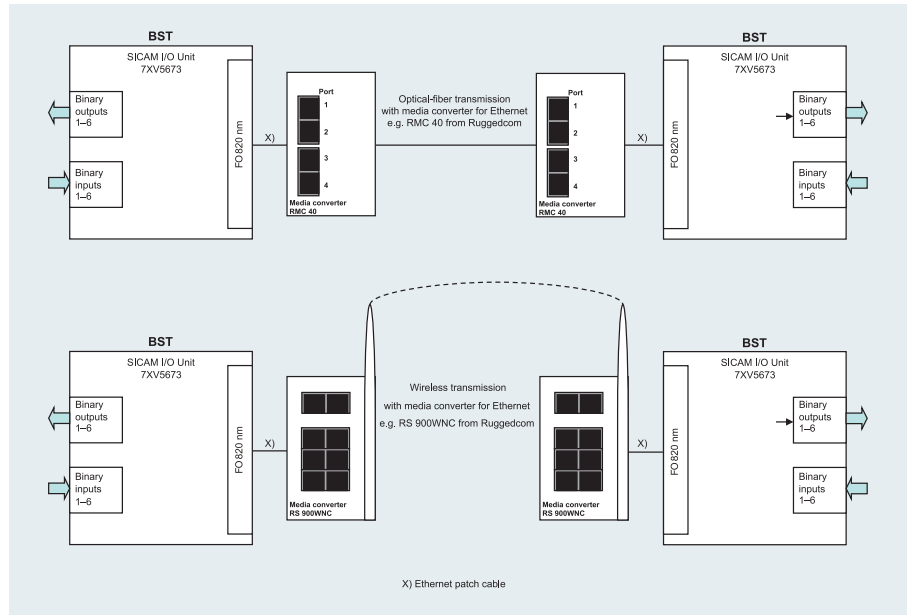 BST
SICAM I/O Unit
7XV5673
Binary
outputs
1–6
Binary
inputs
1–6
FO 820 nm
X)
Port
1
2
3
4
Media converter
RMC 40
Optical-fiber transmission
with media converter for Ethernet
e.g. RMC 40 from Ruggedcom
Port
1
2
3
4
Media converter
RMC 40
X)
BST
SICAM I/O Unit
7XV5673
FO 820 nm
Binary
outputs
1–6
Binary
inputs
1–6
BST
SICAM I/O Unit
7XV5673
Binary
outputs
1–6
Binary
inputs
1–6
FO 820 nm
X)
Media converter
RS 900WNC
Wireless transmission
with media converter for Ethernet
e.g. RS 900WNC from Ruggedcom
Media converter
RS 900WNC
X)
BST
SICAM I/O Unit
7XV5673
FO 820 nm
Binary
outputs
1–6
Binary
inputs
1–6
X) Ethernet patch cable